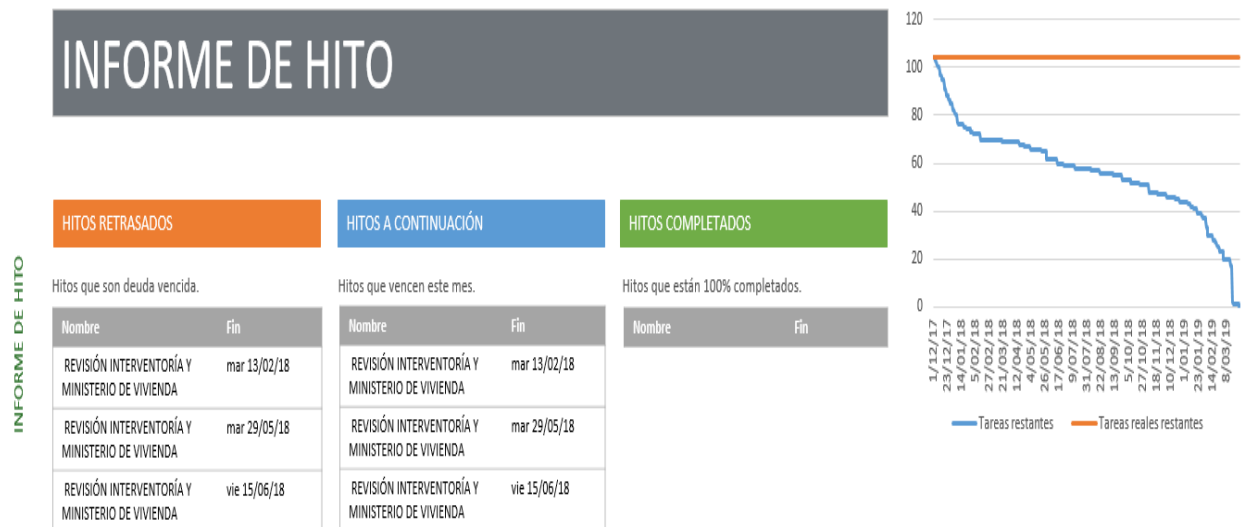 INFORME DE HITO
INFORME DE HITO
HITOS RETRASADOS
Hitos que son deuda vencida.
Nombre Fin
REVISIÓN INTERVENTORÍA Y mar 13/02/18
MINISTERIO DE VIVIENDA
REVISIÓN INTERVENTORÍA Y mar 29/05/18
MINISTERIO DE VIVIENDA
REVISIÓN INTERVENTORÍA Y vie 15/06/18
MINISTERIO DE VIVIENDA
HITOS A CONTINUACIÓN
Hitos que vencen este mes.
Nombre Fin
REVISIÓN INTERVENTORÍA Y mar 13/02/18
MINISTERIO DE VIVIENDA
REVISIÓN INTERVENTORÍA Y mar 29/05/18
MINISTERIO DE VIVIENDA
REVISIÓN INTERVENTORÍA Y vie 15/06/18
MINISTERIO DE VIVIENDA
HITOS COMPLETADOS
Hitos que están 100% completados.
Nombre Fin
120
100
80
60
40
20
0
1/12/17
23/12/17
14/01/18
5/02/18
27/02/18
21/03/18
12/04/18
4/05/18
26/05/18
17/06/18
9/07/18
31/07/18
22/08/18
13/09/18
5/10/18
27/10/18
18/11/18
10/12/18
1/01/19
23/01/19
14/02/19
8/03/19
Tareas restantes
Tareas reales restantes